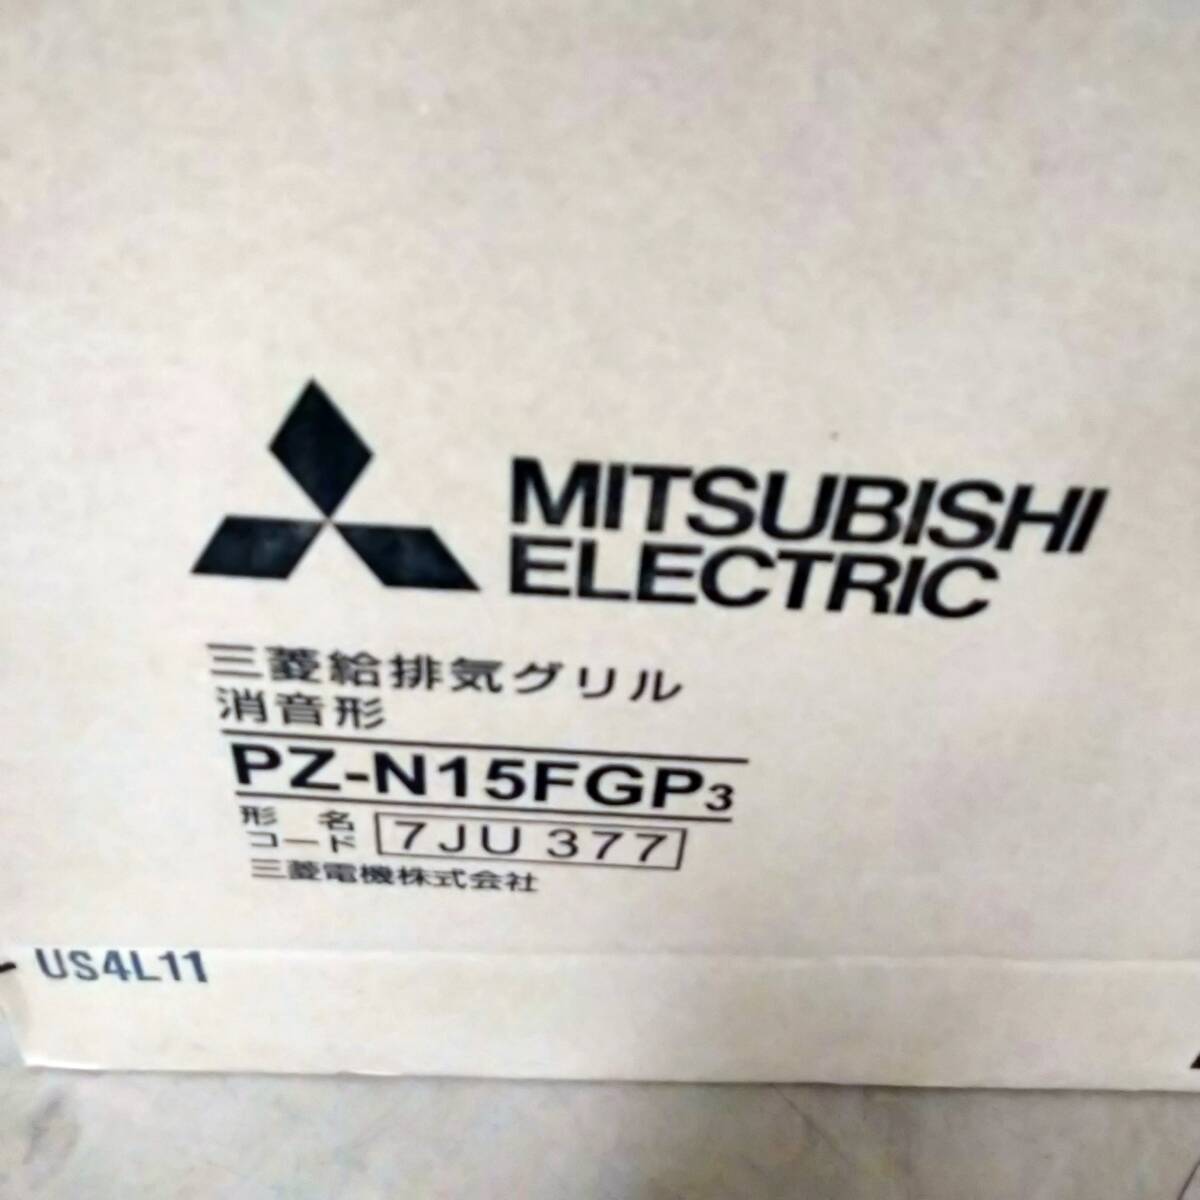 MITSUBISHI
ELECTRIC
三菱給排気グリル
消音形
PZ-N15FGP3
形名
コード 7JU 377
三菱電機株式会社
US4L11